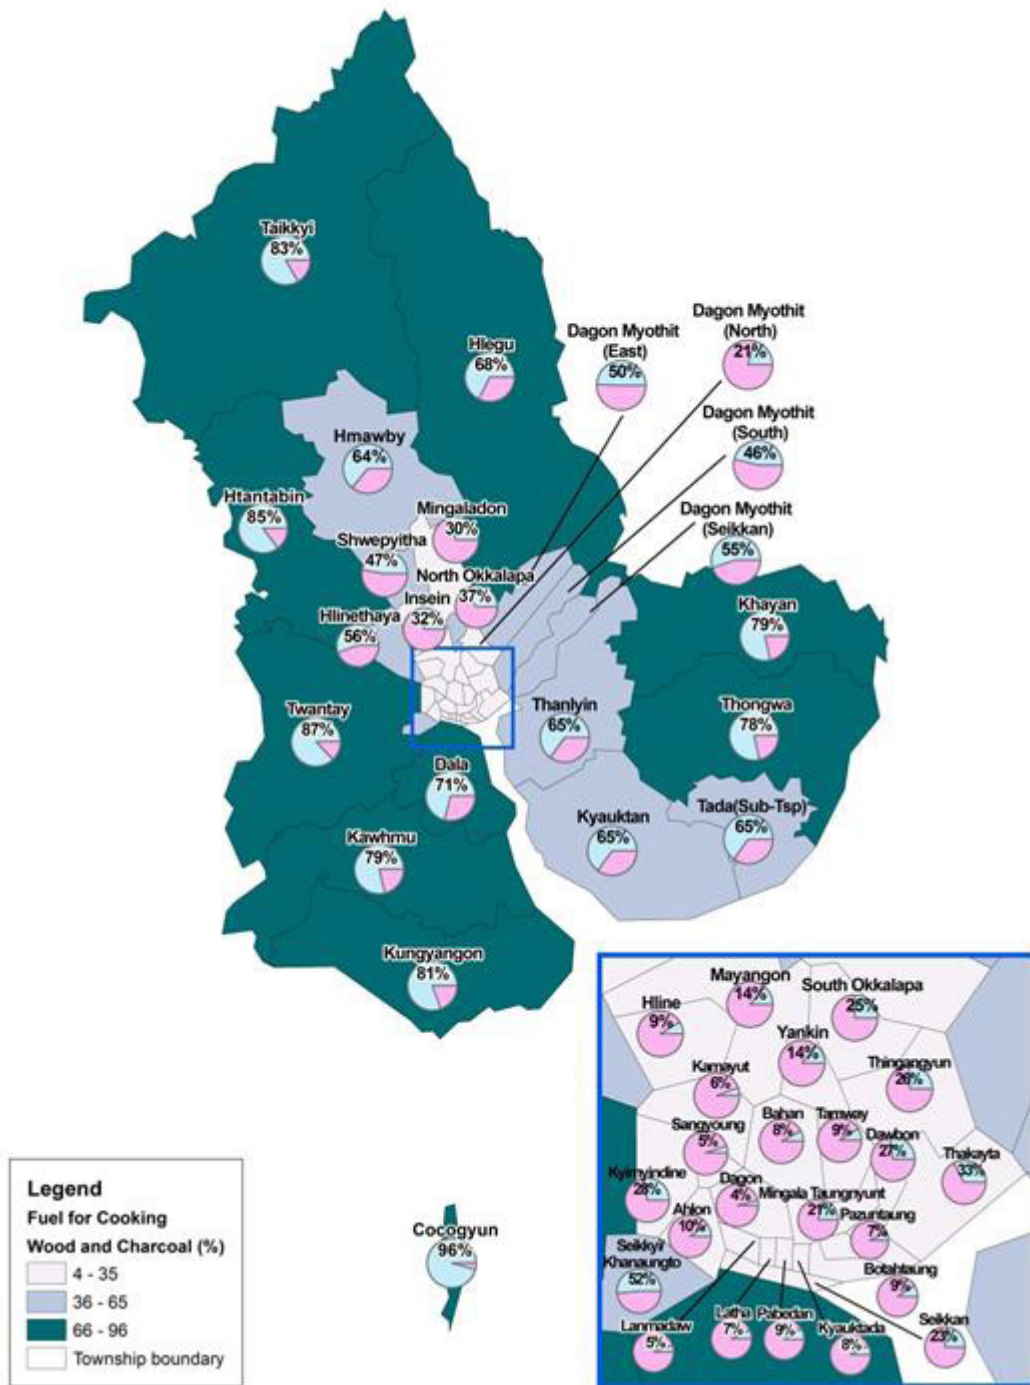 Taikkyi
83%
Hlegu
68%
Dagon Myothit
(East)
50%
Dagon Myothit
(North)
21%
Dagon Myothit
(South)
46%
Dagon Myothit
(Seikkan)
55%
Hmawby
64%
Htantabin
85%
Mingaladon
30%
Shwepyitha
47%
North Okkalapa
37%
Insein
32%
Hlinethaya
56%
Khayan
79%
Thongwa
78%
Thanlyin
65%
Twantay
87%
Dala
71%
Kyauktan
65%
Tada(Sub-Tsp)
65%
Kawhmu
79%
Kungyangon
81%
Cocogyun
96%
Mayangon
14%
South Okkalapa
25%
Hline
9%
Yankin
14%
Thingangyun
26%
Kamayut
6%
Sangyoung
5%
Bahan
8%
Tamway
9%
Dawbon
27%
Thakayta
33%
Kyimyindine
28%
Dagon
4%
Mingala Taungnyunt
21%
Ahlon
10%
Pazuntaung
7%
Seikkyi/
Khanaungto
52%
Botahtaung
9%
Lanmadaw
5%
Latha
7%
Pabedan
9%
Kyauktada
8%
Seikkan
23%
Legend
Fuel for Cooking
Wood and Charcoal (%)
4 - 35
36 - 65
66 - 96
Township boundary